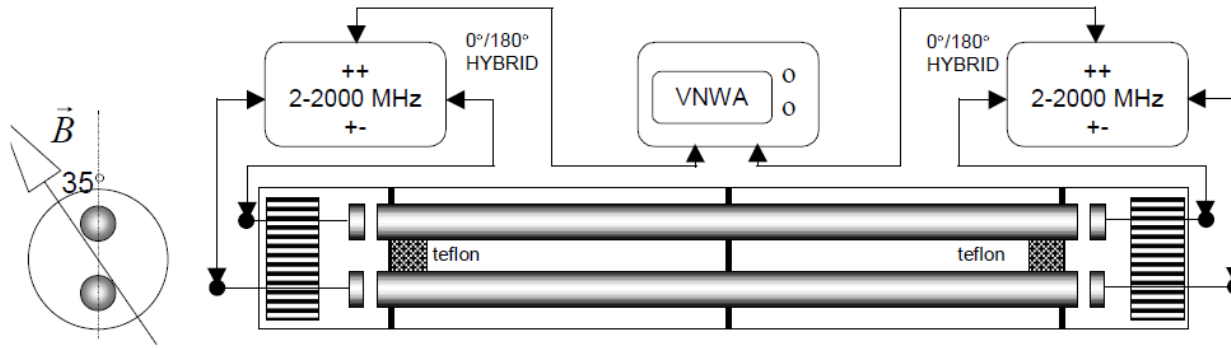 0°/180°
HYBRID
++
2-2000 MHz
+-
VNWA
O
O
0°/180°
HYBRID
++
2-2000 MHz
+-
B⃗
35°
teflon
teflon